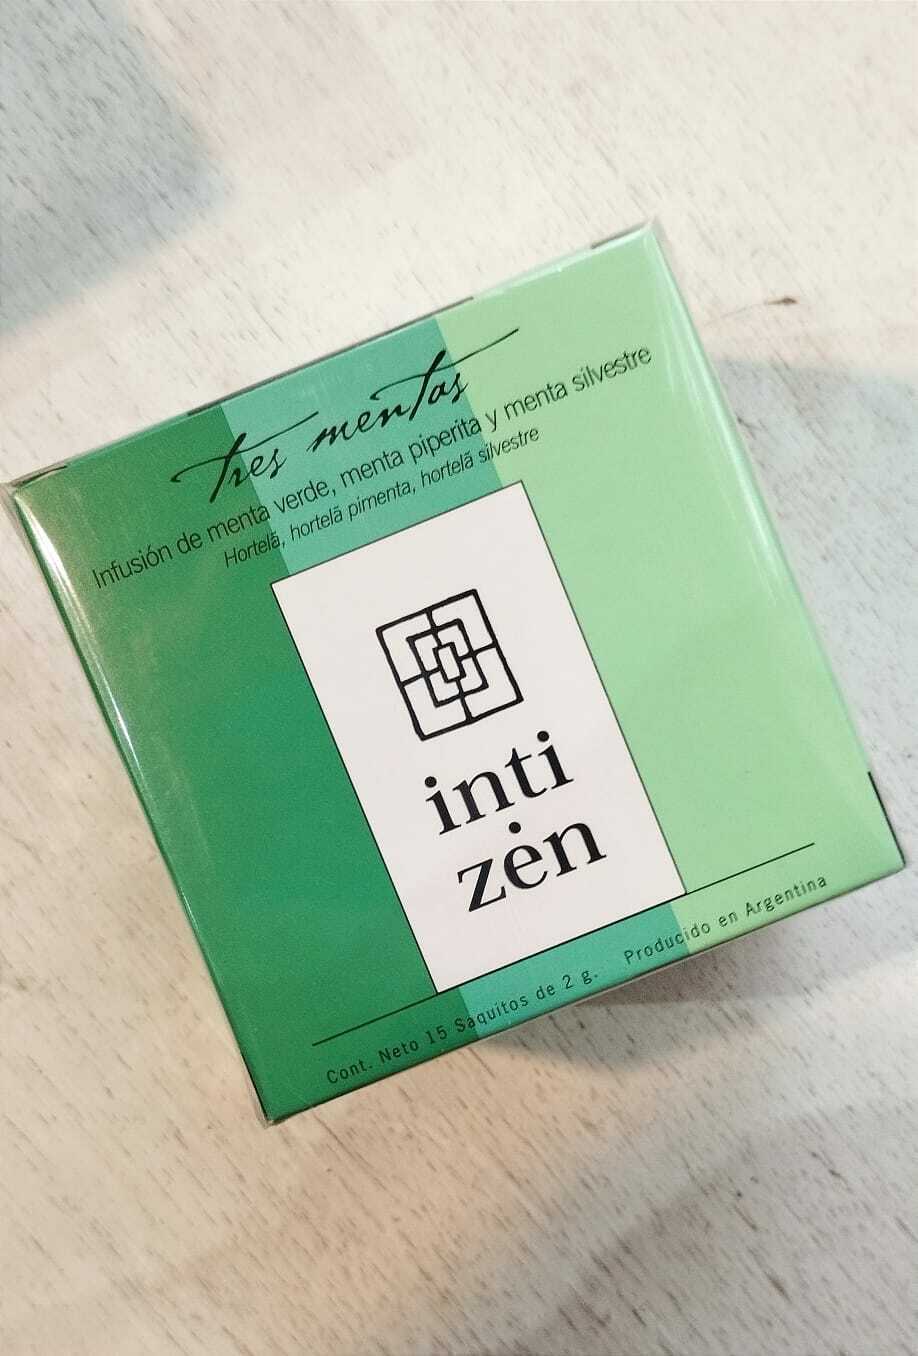 tres mentas
Infusión de menta verde, menta piperita y menta silvestre
Hortelã, hortelã pimenta, hortelã silvestre
inti
zėn
Cont. Neto 15 Saquitos de 2 g. Producido en Argentina